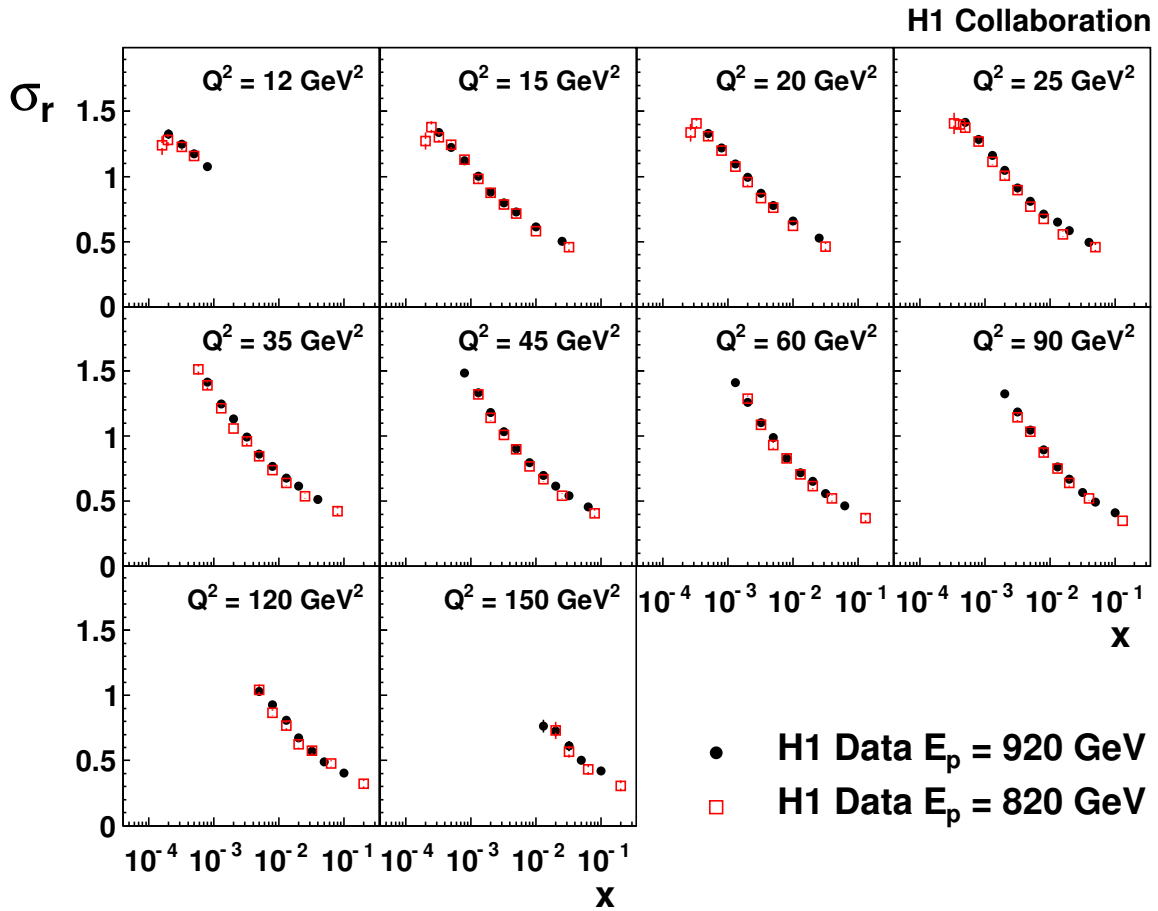 H1 Collaboration
σr
Q² = 12 GeV²
Q² = 15 GeV²
Q² = 20 GeV²
Q² = 25 GeV²
1.5
1
0.5
0
Q² = 35 GeV²
Q² = 45 GeV²
Q² = 60 GeV²
Q² = 90 GeV²
1.5
1
0.5
0
Q² = 120 GeV²
Q² = 150 GeV²
10⁻⁴ 10⁻³ 10⁻² 10⁻¹ 10⁻⁴ 10⁻³ 10⁻² 10⁻¹
x
1.5
1
0.5
0
H1 Data Eₚ = 920 GeV
H1 Data Eₚ = 820 GeV
10⁻⁴ 10⁻³ 10⁻² 10⁻¹ 10⁻⁴ 10⁻³ 10⁻² 10⁻¹
x